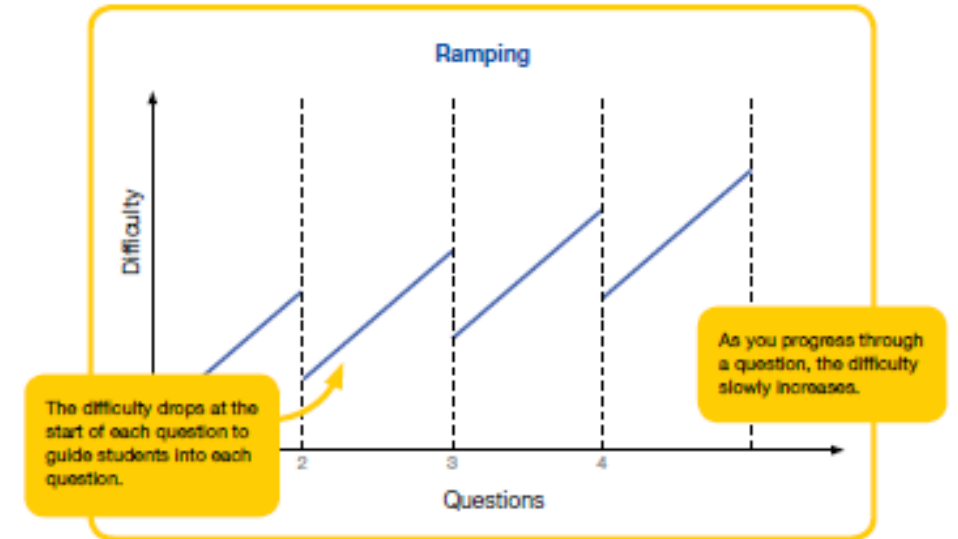 Ramping
Difficulty
As you progress through
a question, the difficulty
slowly increases.
The difficulty drops at the
start of each question to
guide students into each
question.
2
3
4
Questions